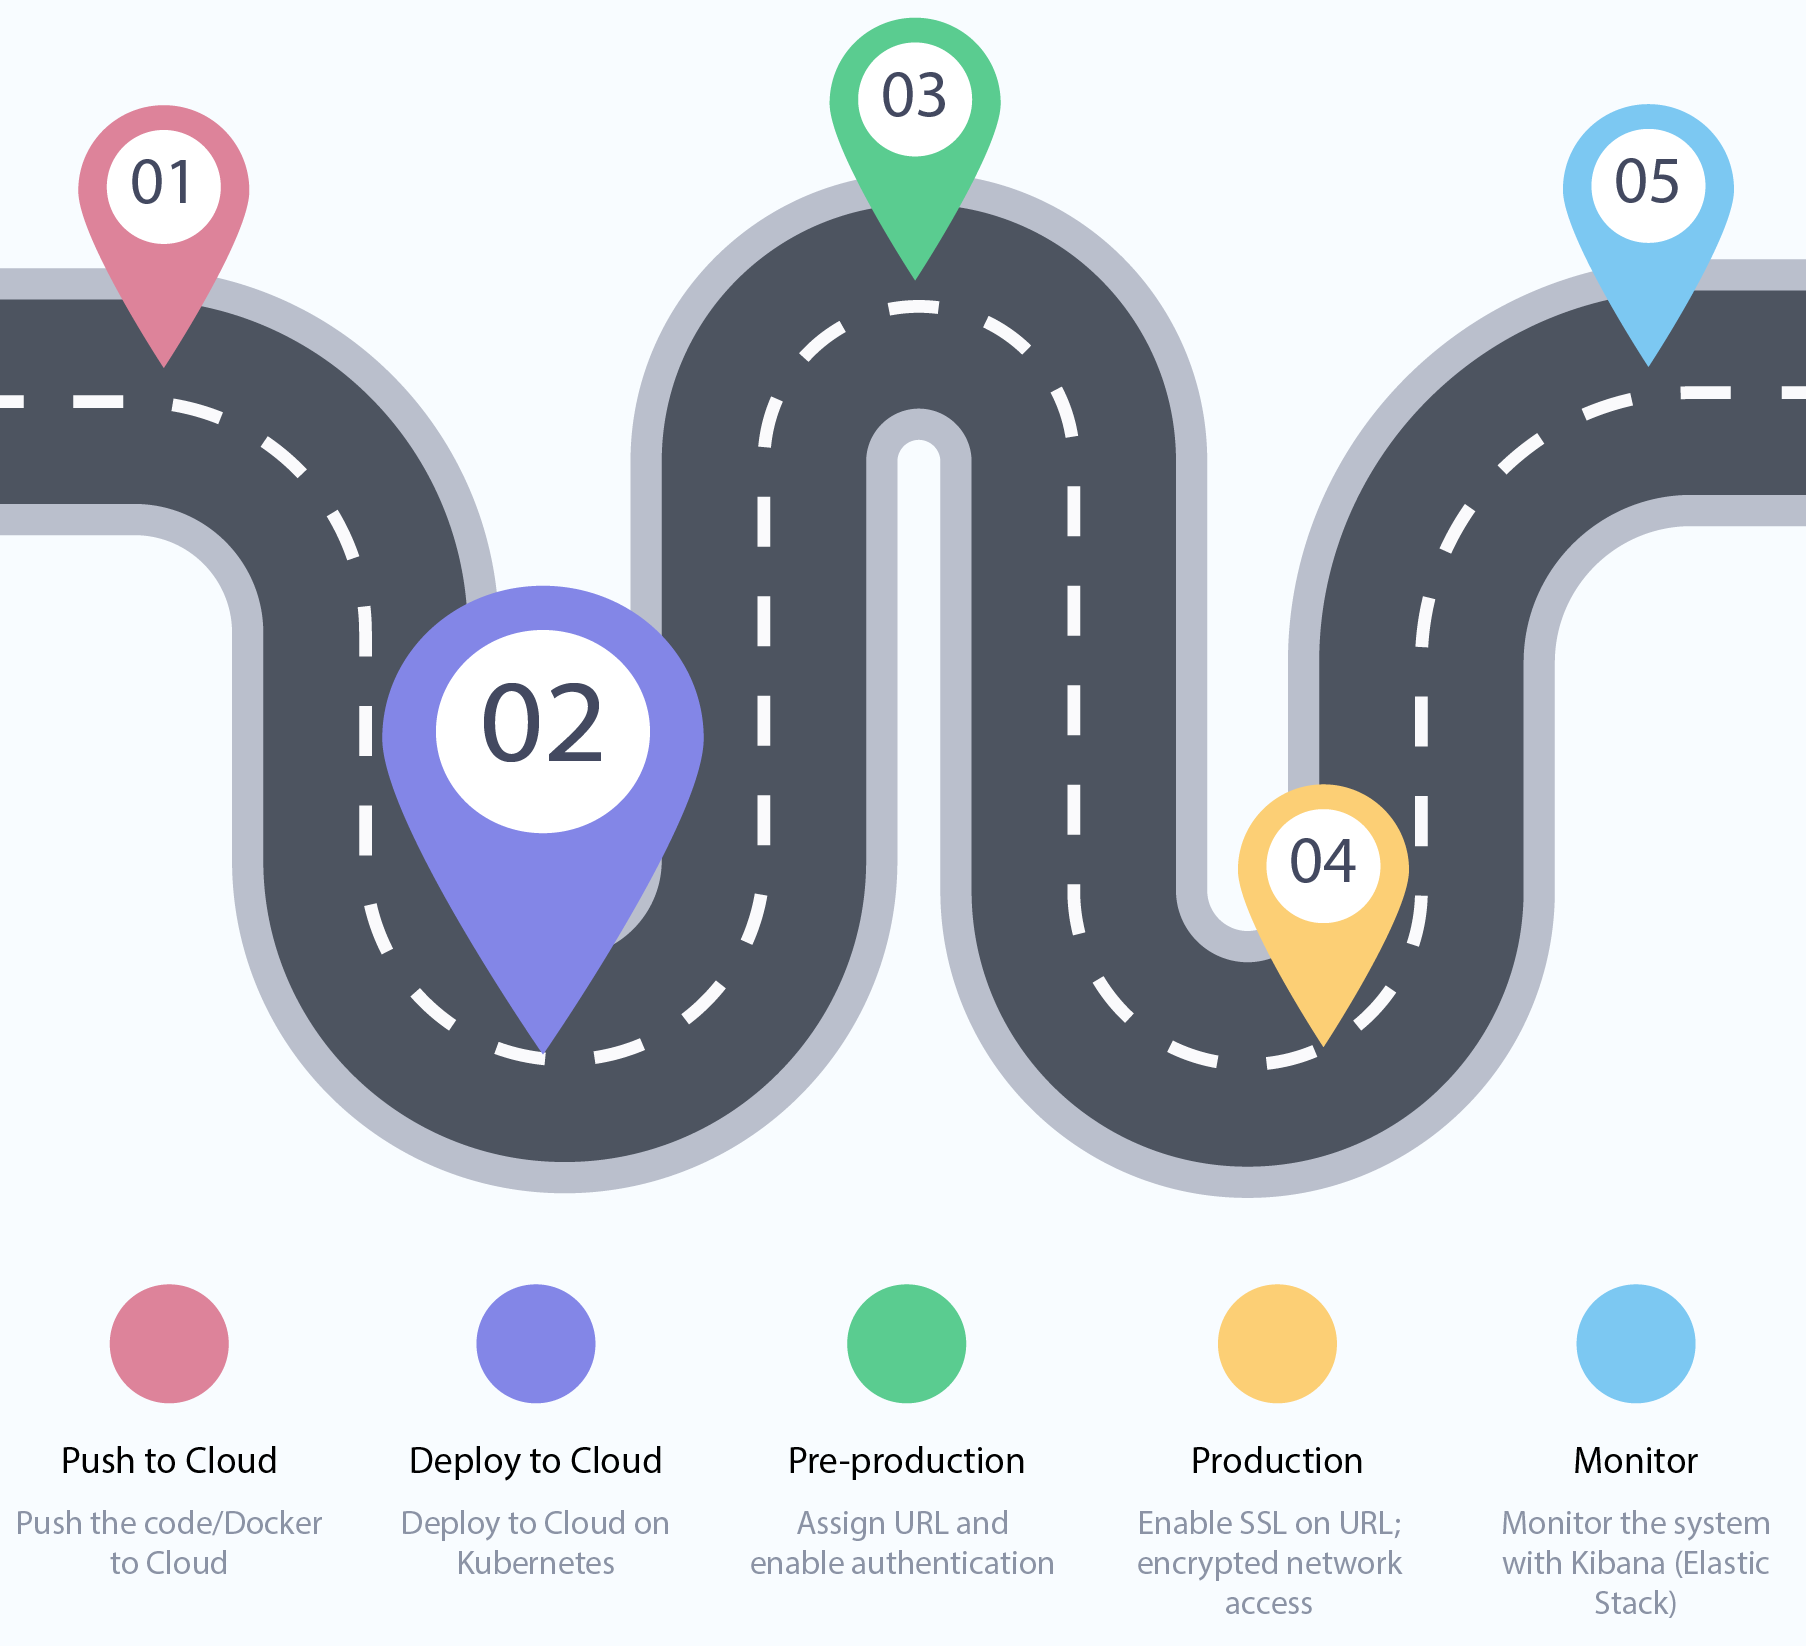 01
02
03
04
05
Push to Cloud
Push the code/Docker
to Cloud
Deploy to Cloud
Deploy to Cloud on
Kubernetes
Pre-production
Assign URL and
enable authentication
Production
Enable SSL on URL;
encrypted network
access
Monitor
Monitor the system
with Kibana (Elastic
Stack)